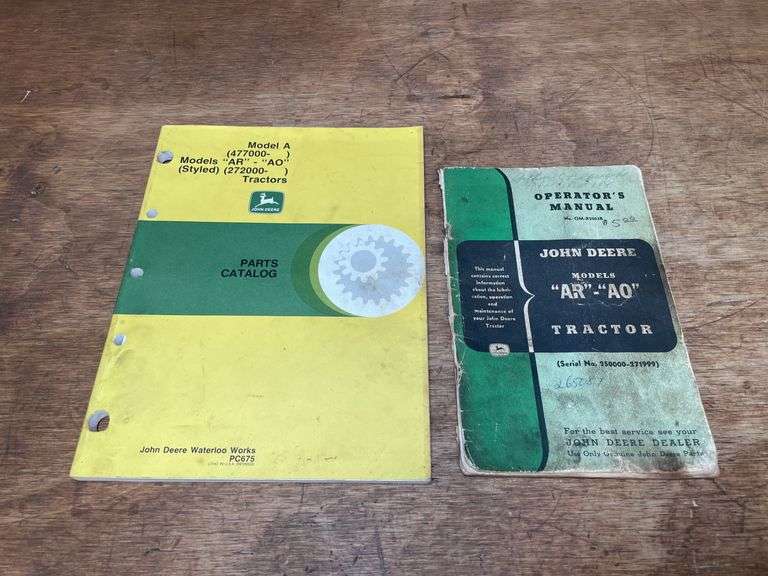 Model A
(477000- )
Models "AR" - "AO"
(Styled) (272000- )
Tractors
JOHN DEERE
PARTS
CATALOG
John Deere Waterloo Works
PC675
OPERATOR'S
MANUAL
$5.00
JOHN DEERE
MODELS
"AR"-"AO"
TRACTOR
This manual
contains correct
information
about the lubri-
cation, operation
and
maintenance of
your John Deere
Tractor
(Serial No. 250000-271999)
For the best service see your
JOHN DEERE DEALER
Use Only Genuine John Deere Parts